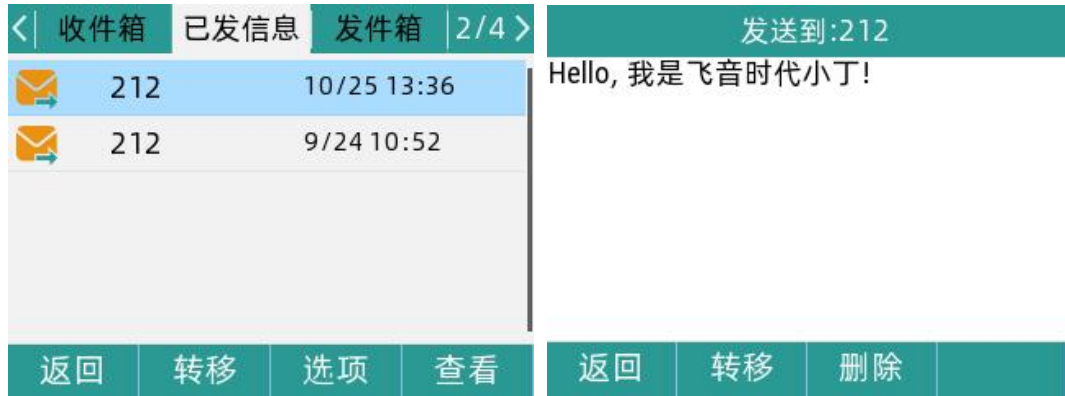 < 收件箱 已发信息 发件箱 2/4 >
212 10/25 13:36
212 9/24 10:52
返回 转移 选项 查看
发送到:212
Hello, 我是飞音时代小丁!
返回 转移 删除